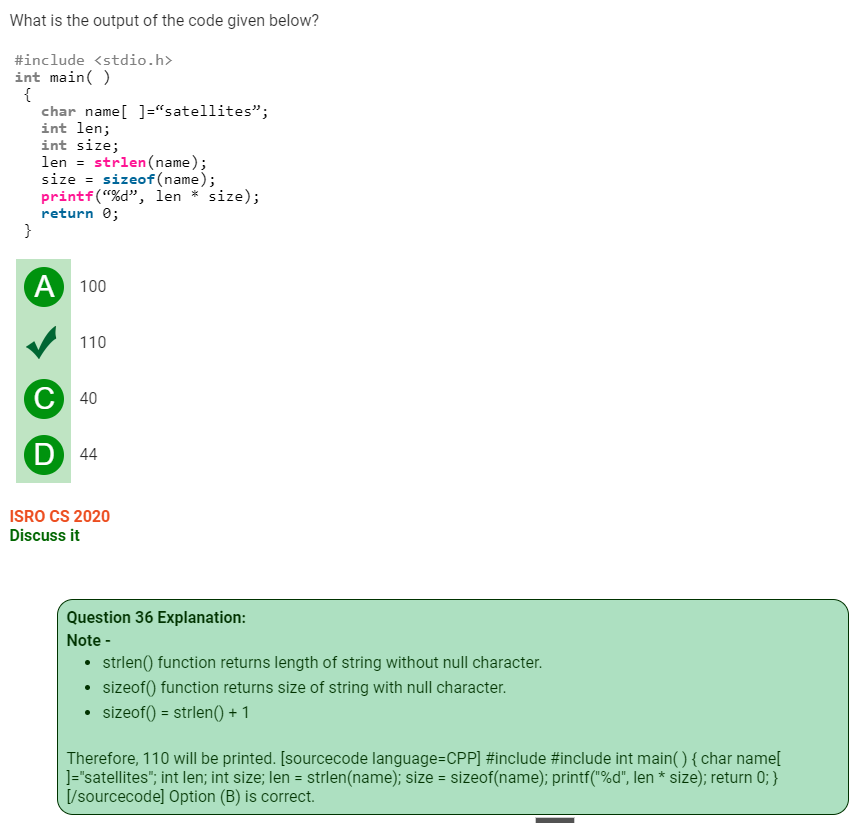 What is the output of the code given below?
#include <stdio.h>
int main( )
{
char name[ ]=“satellites”;
int len;
int size;
len = strlen(name);
size = sizeof(name);
printf(“%d”, len * size);
return 0;
}
A 100
110
C 40
D 44
ISRO CS 2020
Discuss it
Question 36 Explanation:
Note -
• strlen() function returns length of string without null character.
• sizeof() function returns size of string with null character.
• sizeof() = strlen() + 1
Therefore, 110 will be printed. [sourcecode language=CPP] #include #include int main( ) { char name[
]="satellites"; int len; int size; len = strlen(name); size = sizeof(name); printf("%d", len * size); return 0; }
[/sourcecode] Option (B) is correct.